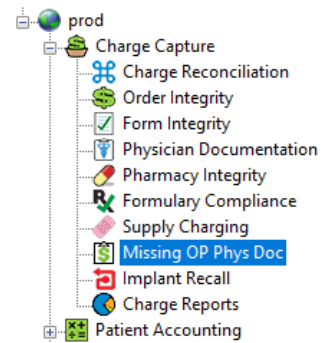 prod
Charge Capture
Charge Reconciliation
Order Integrity
Form Integrity
Physician Documentation
Pharmacy Integrity
Formulary Compliance
Supply Charging
Missing OP Phys Doc
Implant Recall
Charge Reports
Patient Accounting